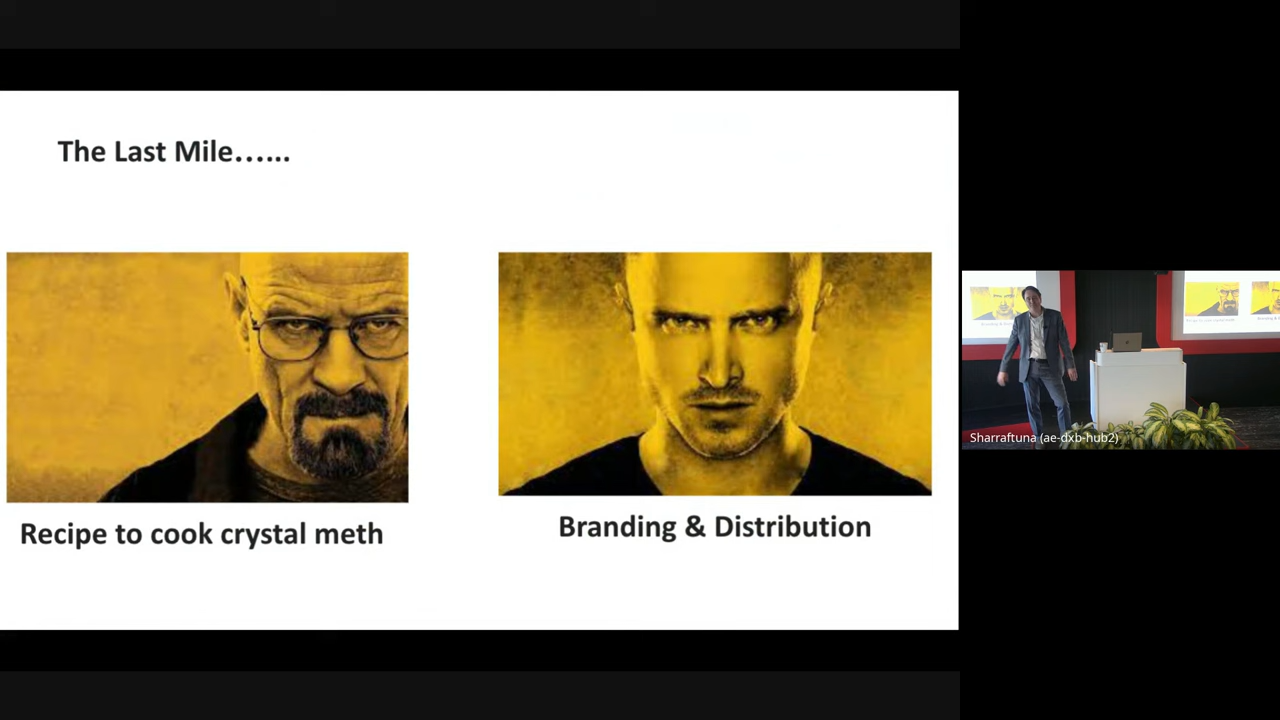 The Last Mile......
Recipe to cook crystal meth
Branding & Distribution
Sharraftuna (ae-dxb-hub2)